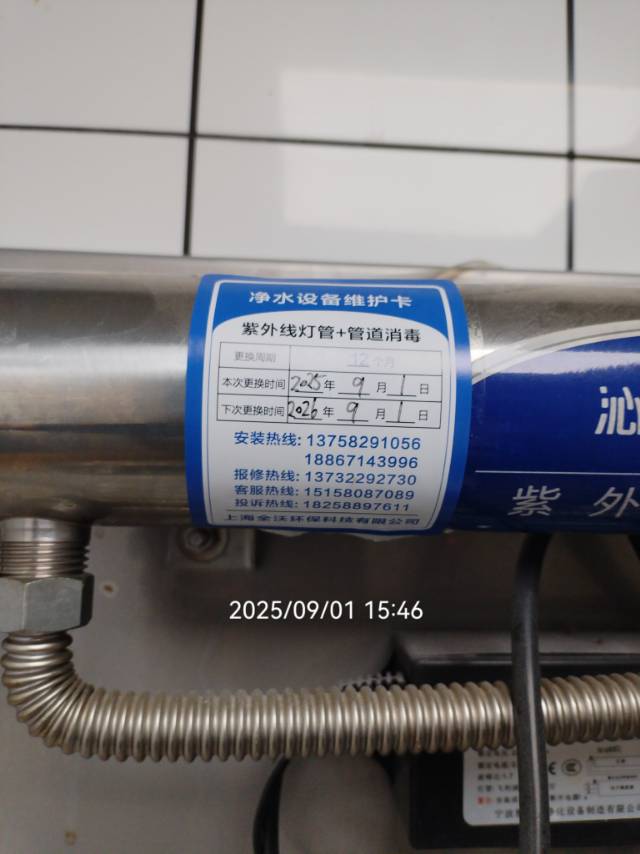 净水设备维护卡
紫外线灯管+管道消毒
更换周期 12个月
本次更换时间 2025年 9月 1日
下次更换时间 2026年 9月 1日
安装热线: 13758291056
18867143996
报修热线: 13732292730
客服热线: 15158087089
投诉热线: 18258897611
上海全沃环保科技有限公司
沁
紫 外
2025/09/01 15:46